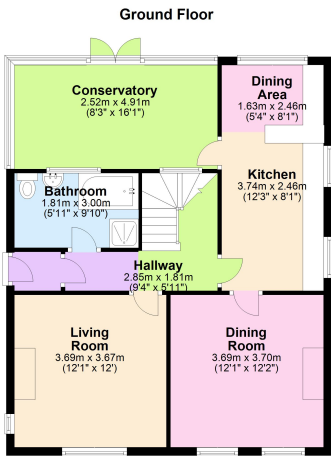 Ground Floor
Conservatory
2.52m x 4.91m
(8'3" x 16'1")
Dining
Area
1.63m x 2.46m
(5'4" x 8'1")
Kitchen
3.74m x 2.46m
(12'3" x 8'1")
Bathroom
1.81m x 3.00m
(5'11" x 9'10")
Hallway
2.85m x 1.81m
(9'4" x 5'11")
Living
Room
3.69m x 3.67m
(12'1" x 12')
Dining
Room
3.69m x 3.70m
(12'1" x 12'2")